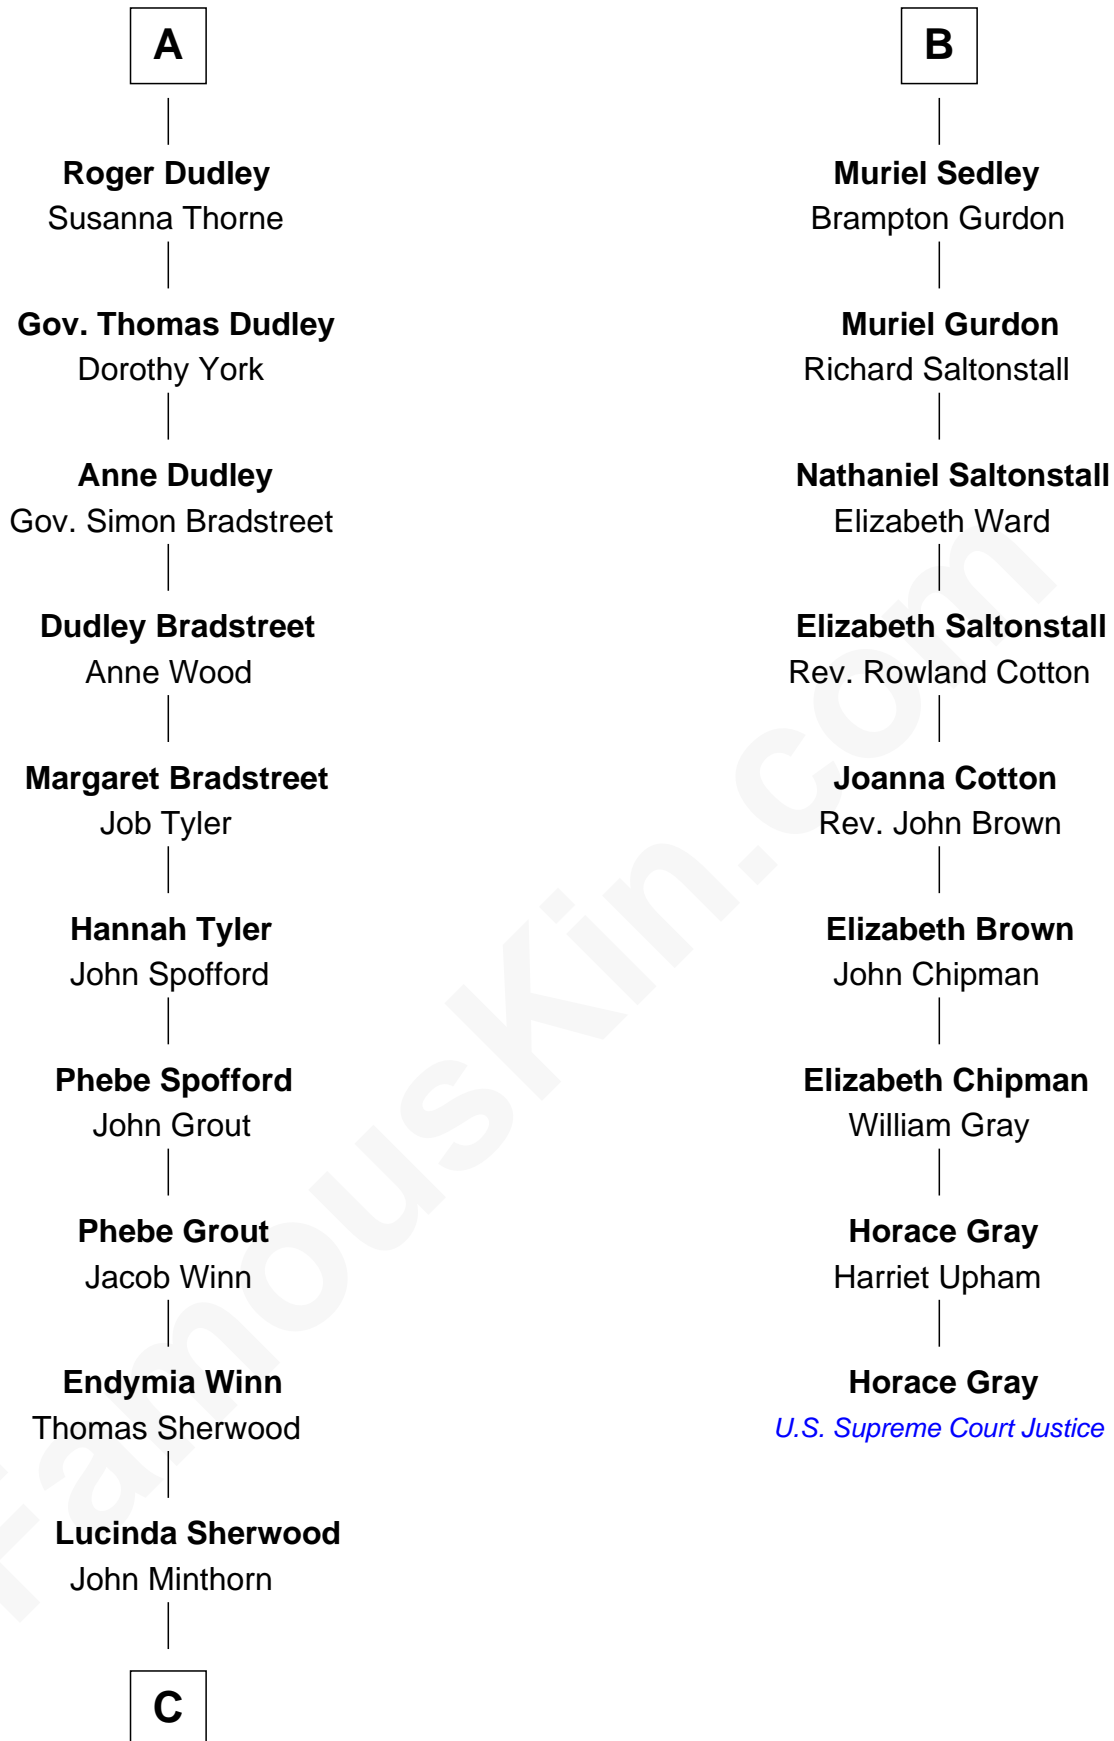 A
Roger Dudley
Susanna Thorne
Gov. Thomas Dudley
Dorothy York
Anne Dudley
Gov. Simon Bradstreet
Dudley Bradstreet
Anne Wood
Margaret Bradstreet
Job Tyler
Hannah Tyler
John Spofford
Phebe Spofford
John Grout
Phebe Grout
Jacob Winn
Endymia Winn
Thomas Sherwood
Lucinda Sherwood
John Minthorn
C
B
Muriel Sedley
Brampton Gurdon
Muriel Gurdon
Richard Saltonstall
Nathaniel Saltonstall
Elizabeth Ward
Elizabeth Saltonstall
Rev. Rowland Cotton
Joanna Cotton
Rev. John Brown
Elizabeth Brown
John Chipman
Elizabeth Chipman
William Gray
Horace Gray
Harriet Upham
Horace Gray
U.S. Supreme Court Justice
FamousKin.com